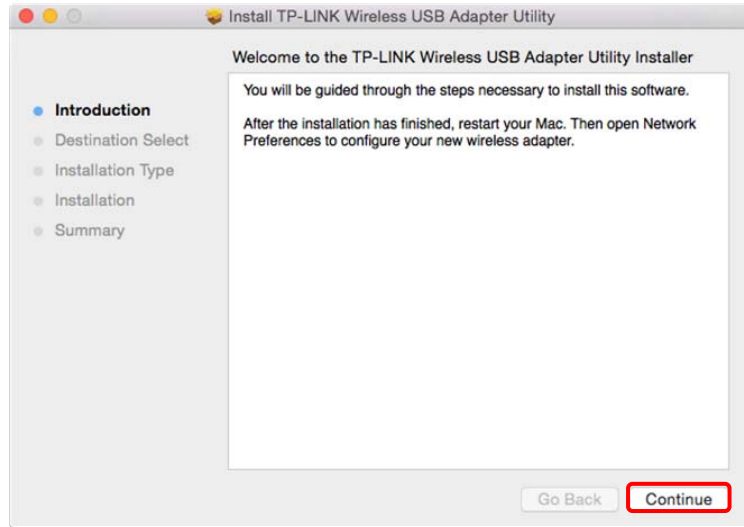 Install TP-LINK Wireless USB Adapter Utility
Welcome to the TP-LINK Wireless USB Adapter Utility Installer
Introduction
Destination Select
Installation Type
Installation
Summary
You will be guided through the steps necessary to install this software.
After the installation has finished, restart your Mac. Then open Network
Preferences to configure your new wireless adapter.
Go Back
Continue